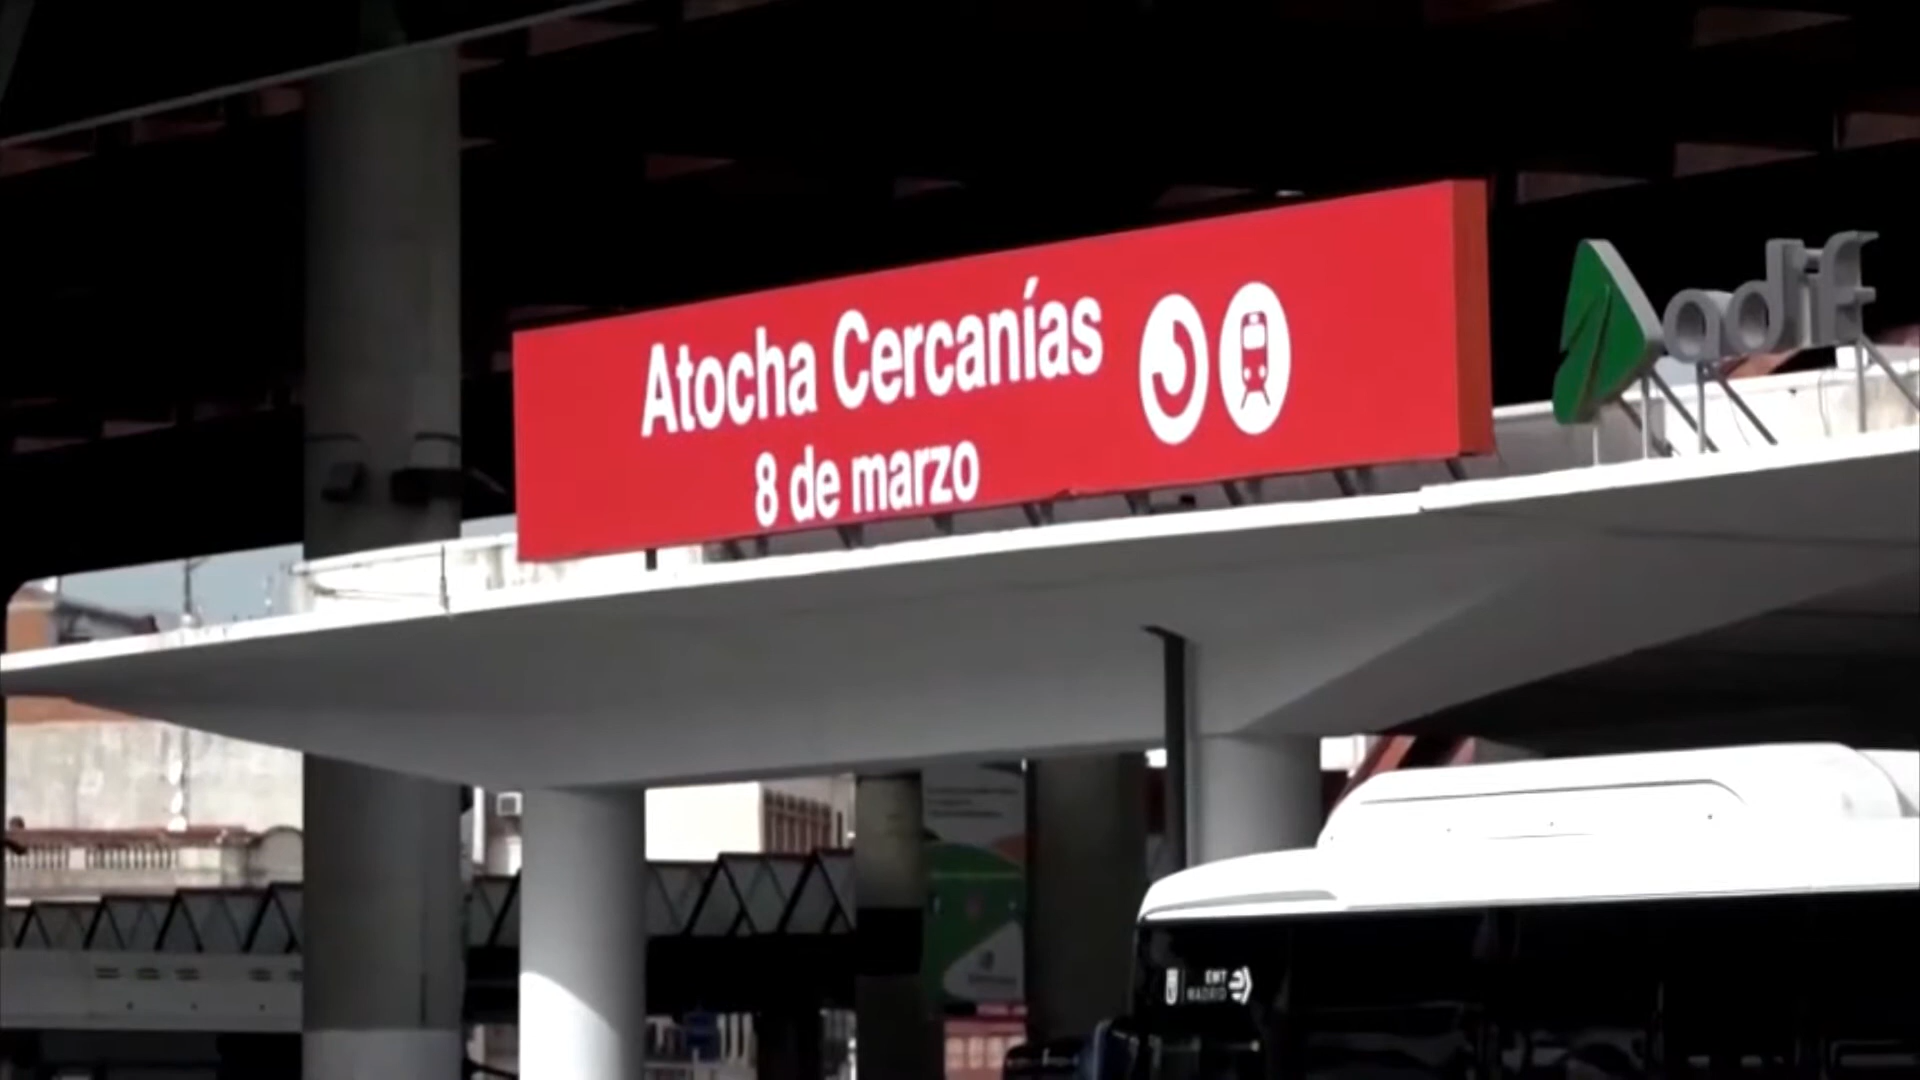 Atocha Cercanías
8 de marzo
adif
EMT
MADRID